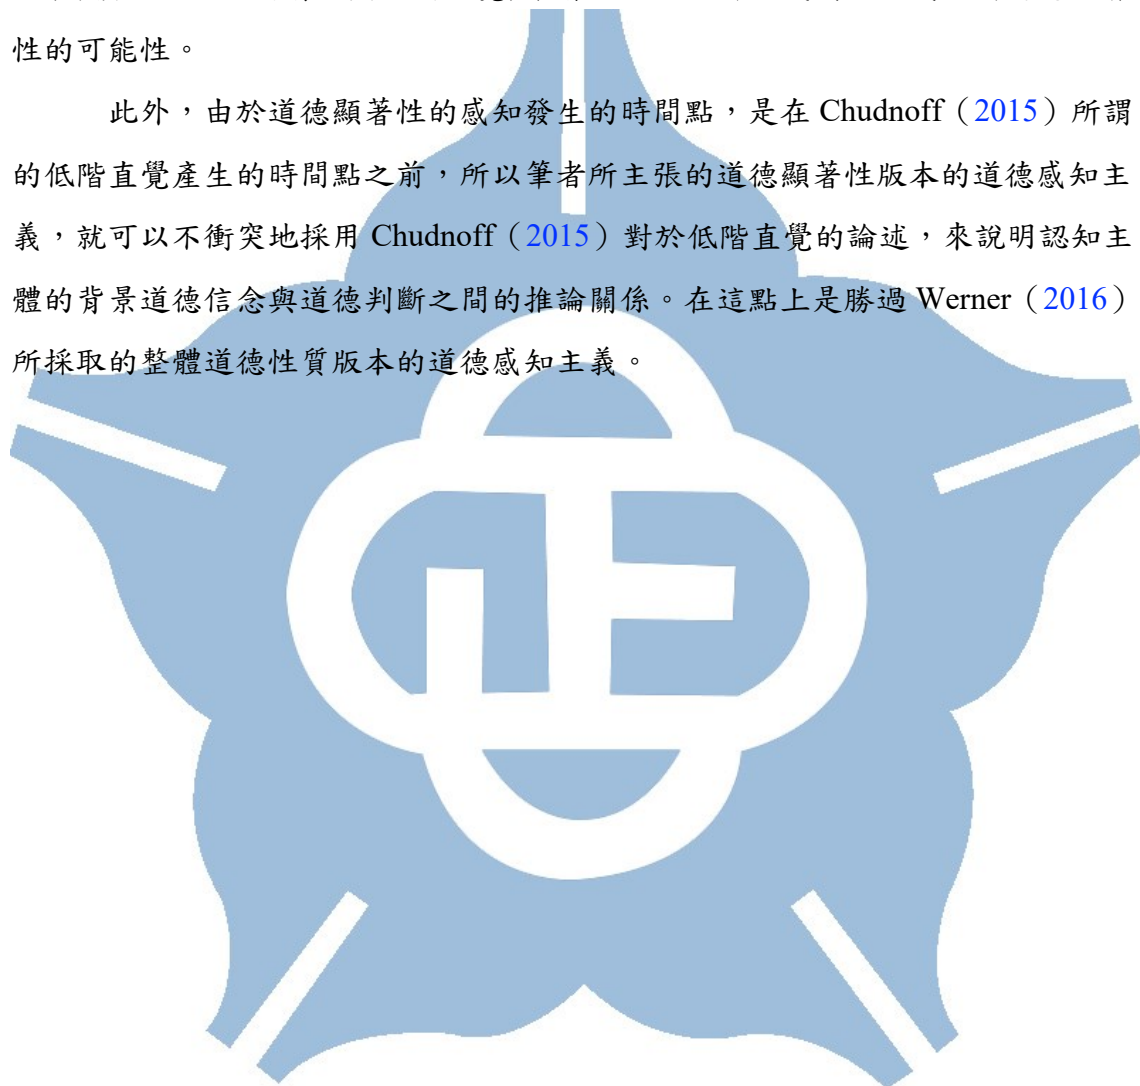 性的可能性。
此外，由於道德顯著性的感知發生的時間點，是在 Chudnoff（2015）所謂
的低階直覺產生的時間點之前，所以筆者所主張的道德顯著性版本的道德感知主
義，就可以不衝突地採用 Chudnoff（2015）對於低階直覺的論述，來說明認知主
體的背景道德信念與道德判斷之間的推論關係。在這點上是勝過 Werner（2016）
所採取的整體道德性質版本的道德感知主義。
正